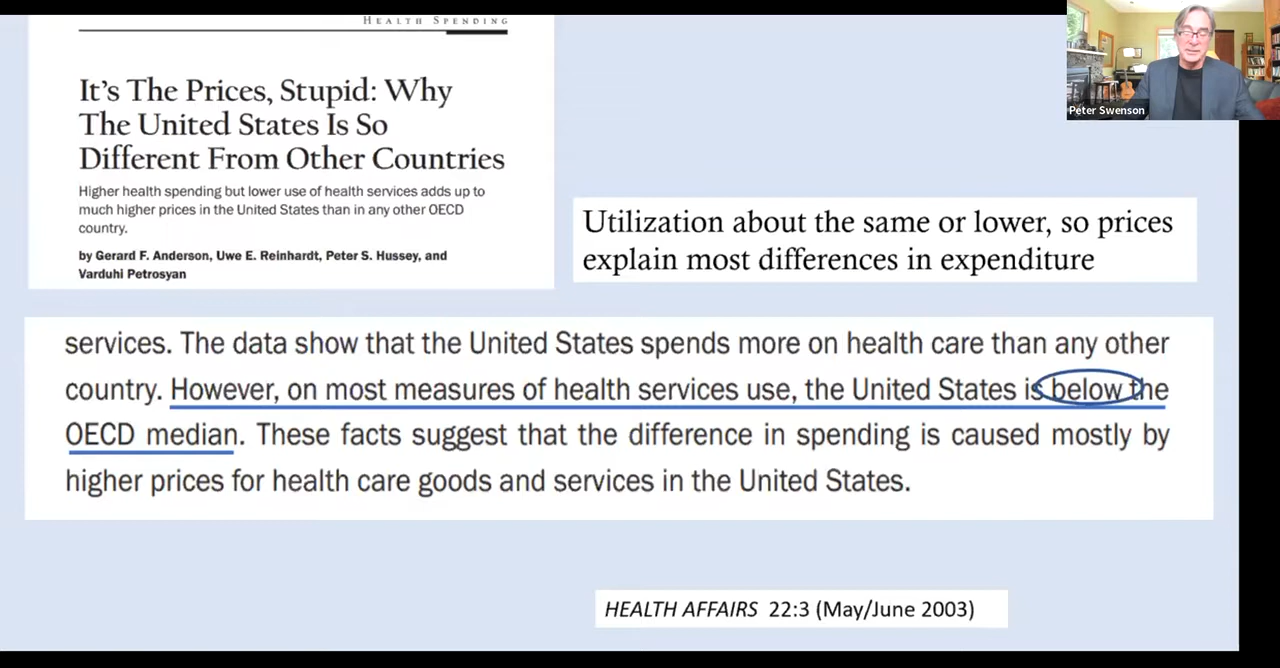 HEALTH SPENDING
It's The Prices, Stupid: Why
The United States Is So
Different From Other Countries
Higher health spending but lower use of health services adds up to
much higher prices in the United States than in any other OECD
country.
by Gerard F. Anderson, Uwe E. Reinhardt, Peter S. Hussey, and
Varduhi Petrosyan
Peter Swenson
Utilization about the same or lower, so prices
explain most differences in expenditure
services. The data show that the United States spends more on health care than any other
country. However, on most measures of health services use, the United States is below the
OECD median. These facts suggest that the difference in spending is caused mostly by
higher prices for health care goods and services in the United States.
HEALTH AFFAIRS 22:3 (May/June 2003)